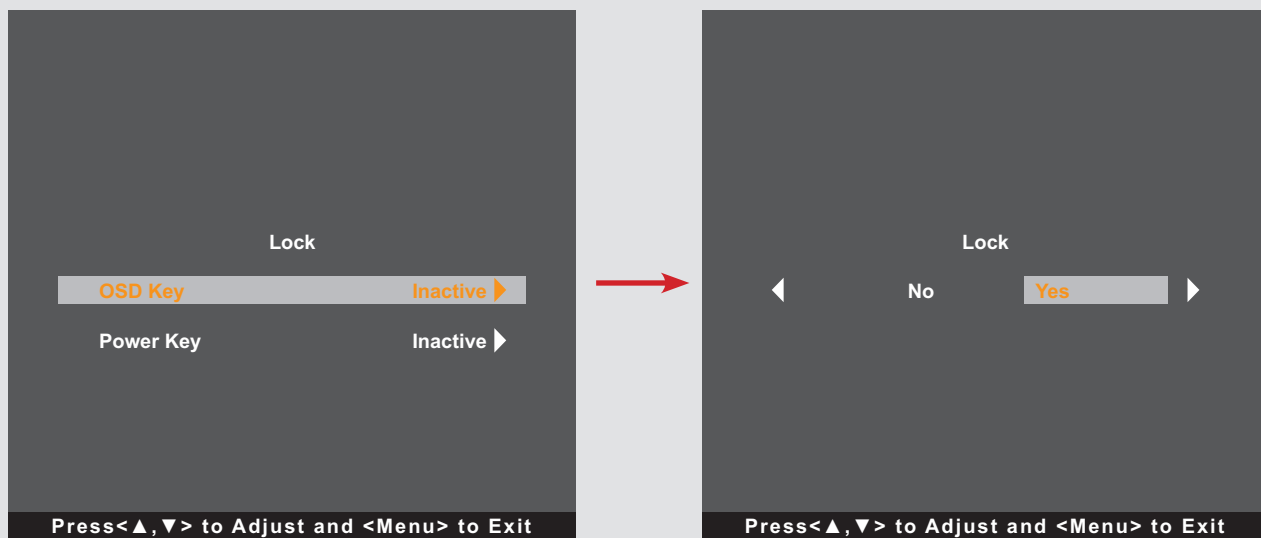 Lock
OSD Key Inactive
Power Key Inactive
Press<▲,▼> to Adjust and <Menu> to Exit
Lock
No Yes
Press<▲,▼> to Adjust and <Menu> to Exit